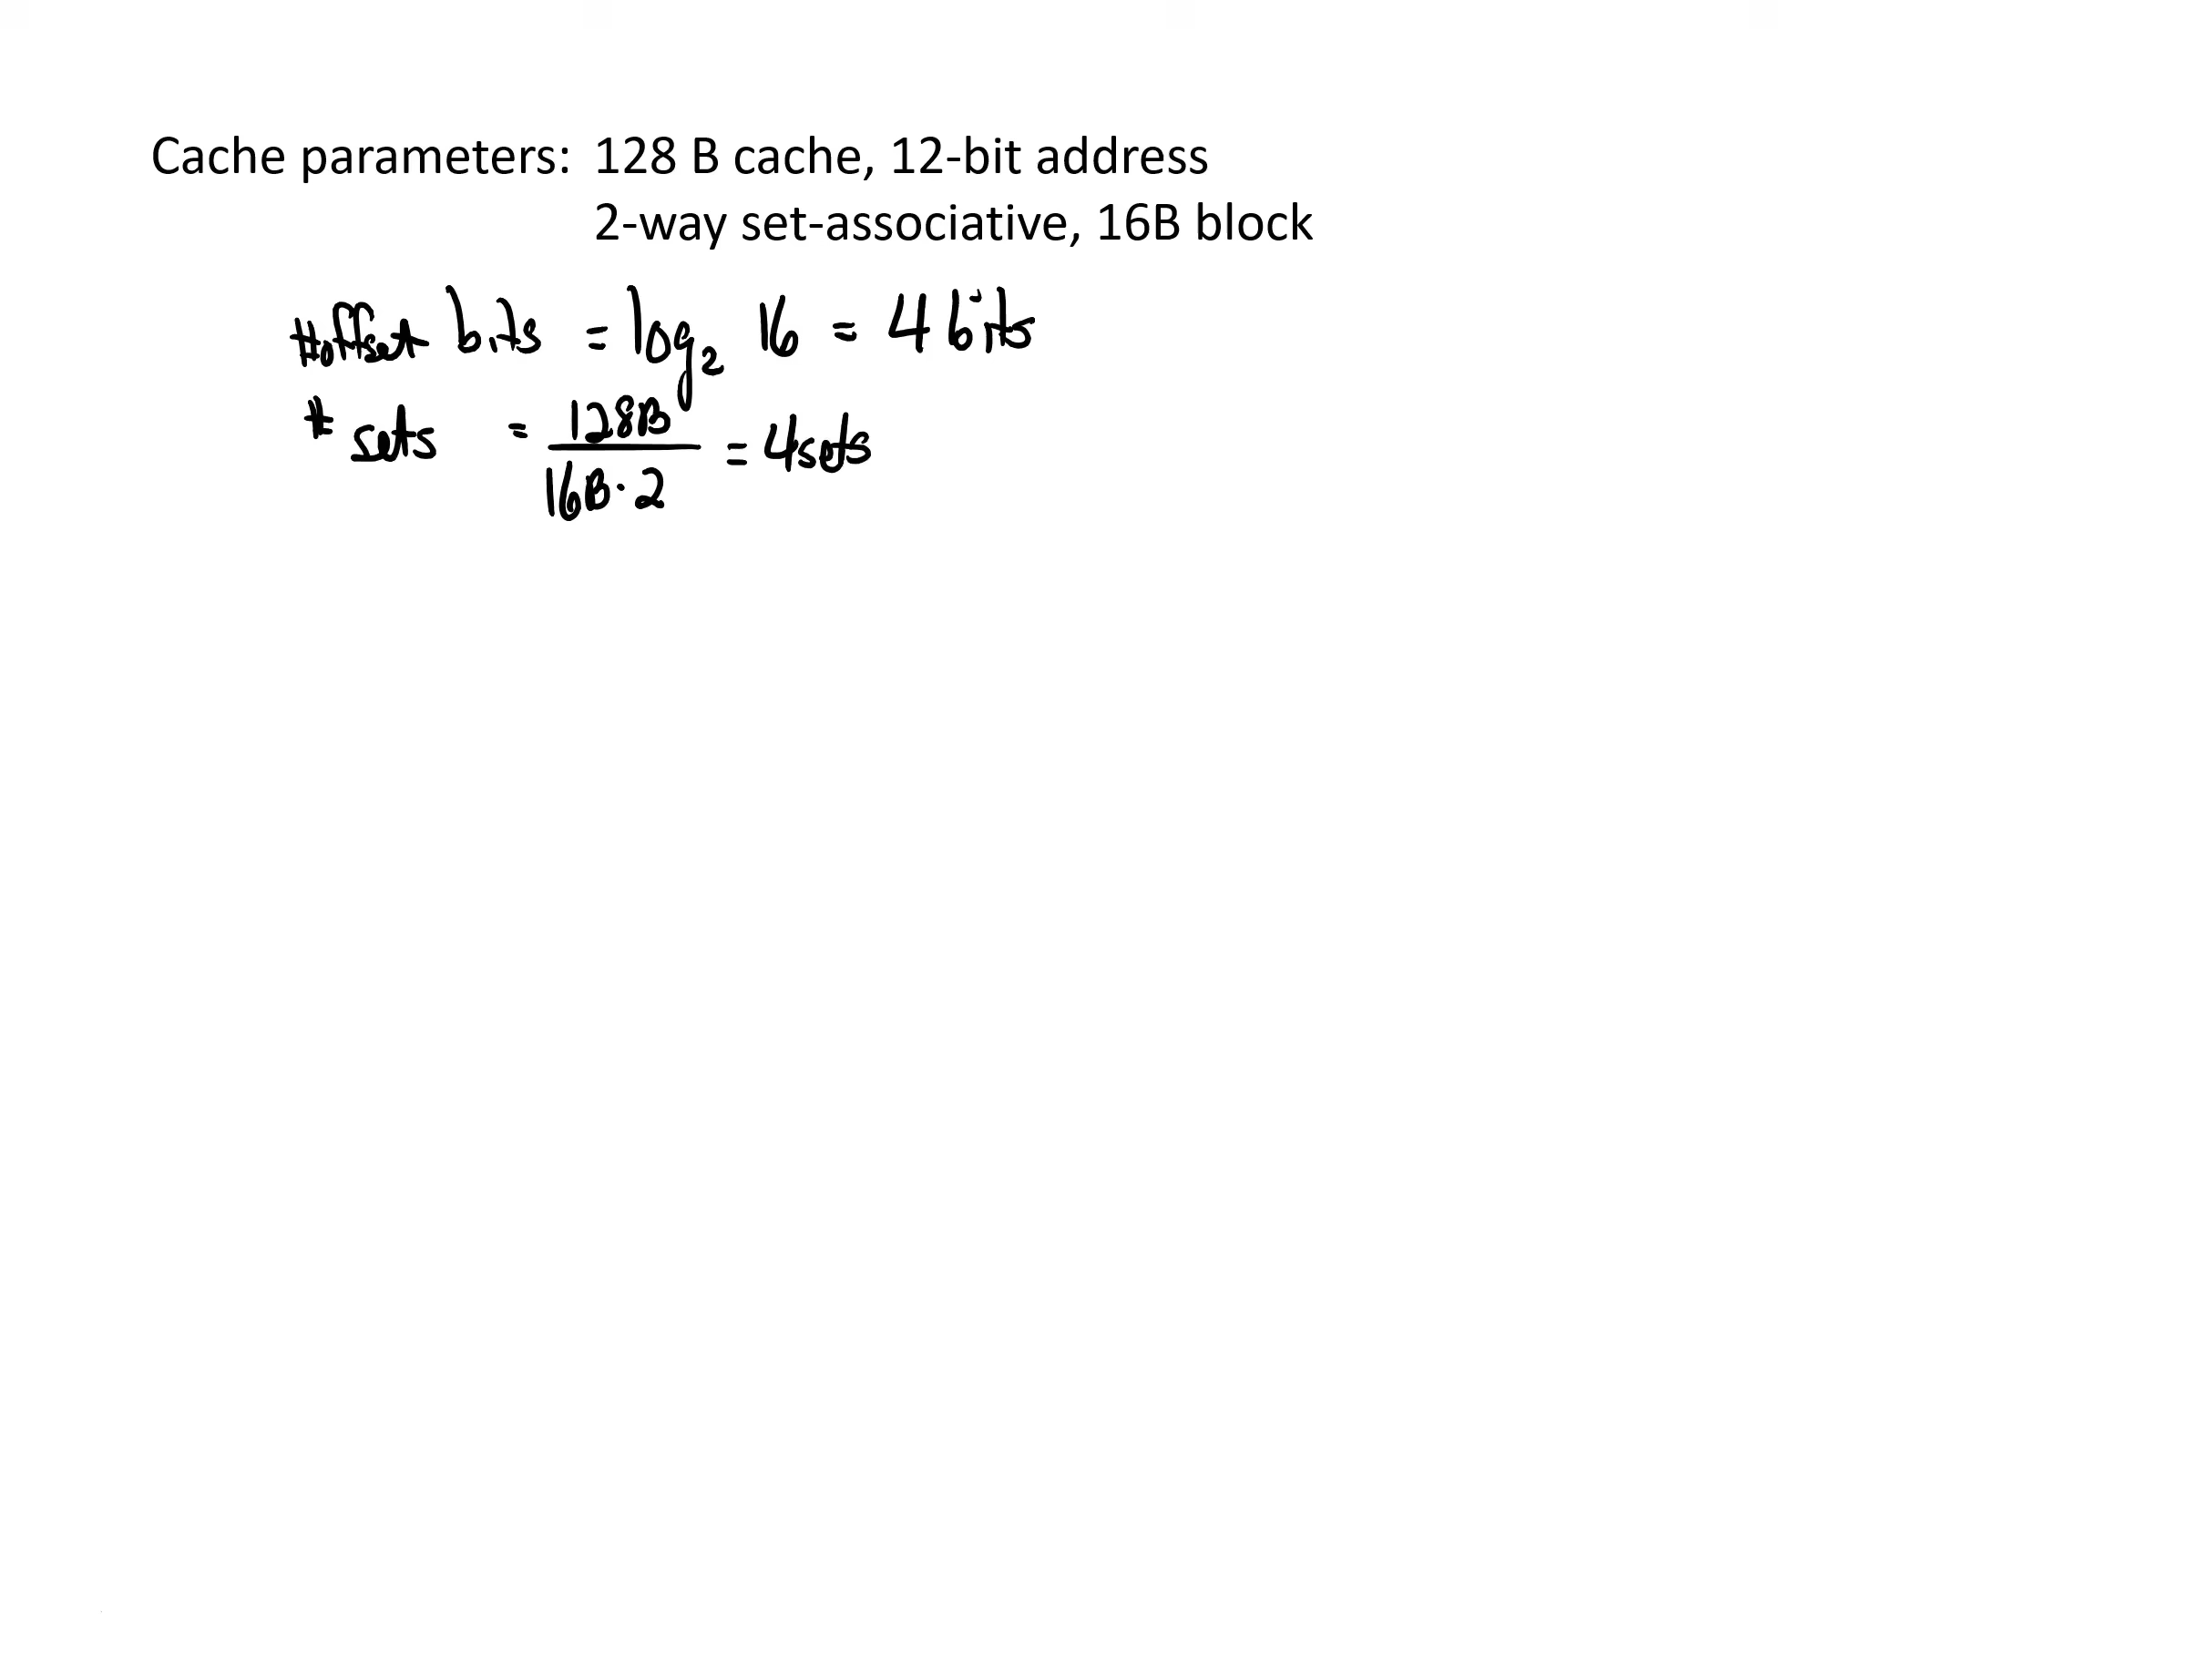 Cache parameters: 128 B cache, 12-bit address
2-way set-associative, 16B block
#offset bits = log₂ 16 = 4 bits
# sets = 128B / 16B·2 = 4 sets